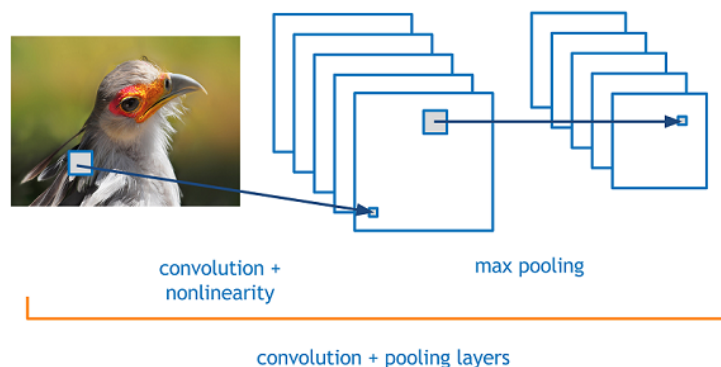 convolution +
nonlinearity
max pooling
convolution + pooling layers